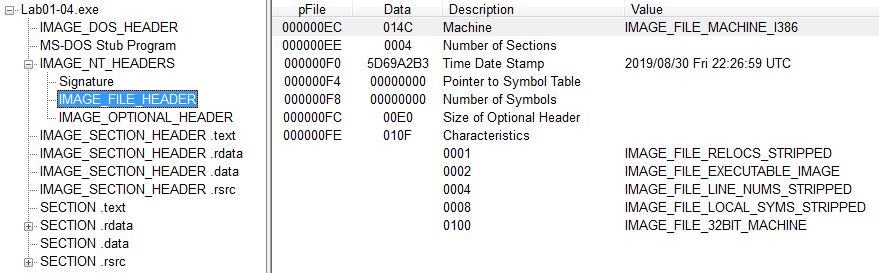 Lab01-04.exe
IMAGE_DOS_HEADER
MS-DOS Stub Program
IMAGE_NT_HEADERS
Signature
IMAGE_FILE_HEADER
IMAGE_OPTIONAL_HEADER
IMAGE_SECTION_HEADER .text
IMAGE_SECTION_HEADER .rdata
IMAGE_SECTION_HEADER .data
IMAGE_SECTION_HEADER .rsrc
SECTION .text
SECTION .rdata
SECTION .data
SECTION .rsrc
pFile Data Description Value
000000EC 014C Machine IMAGE_FILE_MACHINE_I386
000000EE 0004 Number of Sections
000000F0 5D69A2B3 Time Date Stamp 2019/08/30 Fri 22:26:59 UTC
000000F4 00000000 Pointer to Symbol Table
000000F8 00000000 Number of Symbols
000000FC 00E0 Size of Optional Header
000000FE 010F Characteristics
0001 IMAGE_FILE_RELOCS_STRIPPED
0002 IMAGE_FILE_EXECUTABLE_IMAGE
0004 IMAGE_FILE_LINE_NUMS_STRIPPED
0008 IMAGE_FILE_LOCAL_SYMS_STRIPPED
0100 IMAGE_FILE_32BIT_MACHINE